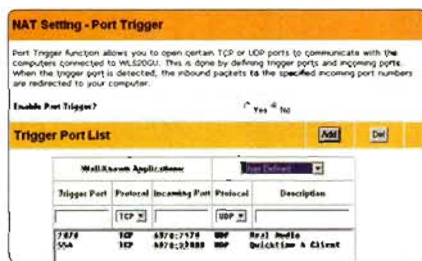 NAT Setting - Port Trigger
Port Trigger function allows you to open certain TCP or UDP ports to communicate with the
computers connected to WL520GU. This is done by defining trigger ports and incoming ports.
When the trigger port is detected, the inbound packets to the specified incoming port numbers
are redirected to your computer.
Enable Port Trigger? Yes No
Trigger Port List Add Del
Well-Known Applications: User Defined
Trigger Port Protocol Incoming Port Protocol Description
TCP UDP
7070 TCP 6970:7170 UDP Real Audio
554 TCP UDP Quicktime 4 Client